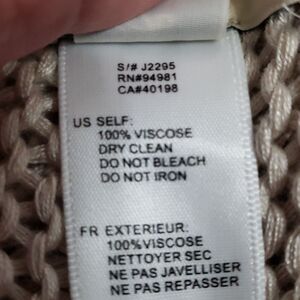 S/# J2295
RN#94981
CA#40198
US SELF:
100% VISCOSE
DRY CLEAN
DO NOT BLEACH
DO NOT IRON
FR EXTERIEUR:
100%VISCOSE
NETTOYER SEC
NE PAS JAVELLISER
NE PAS REPASSER